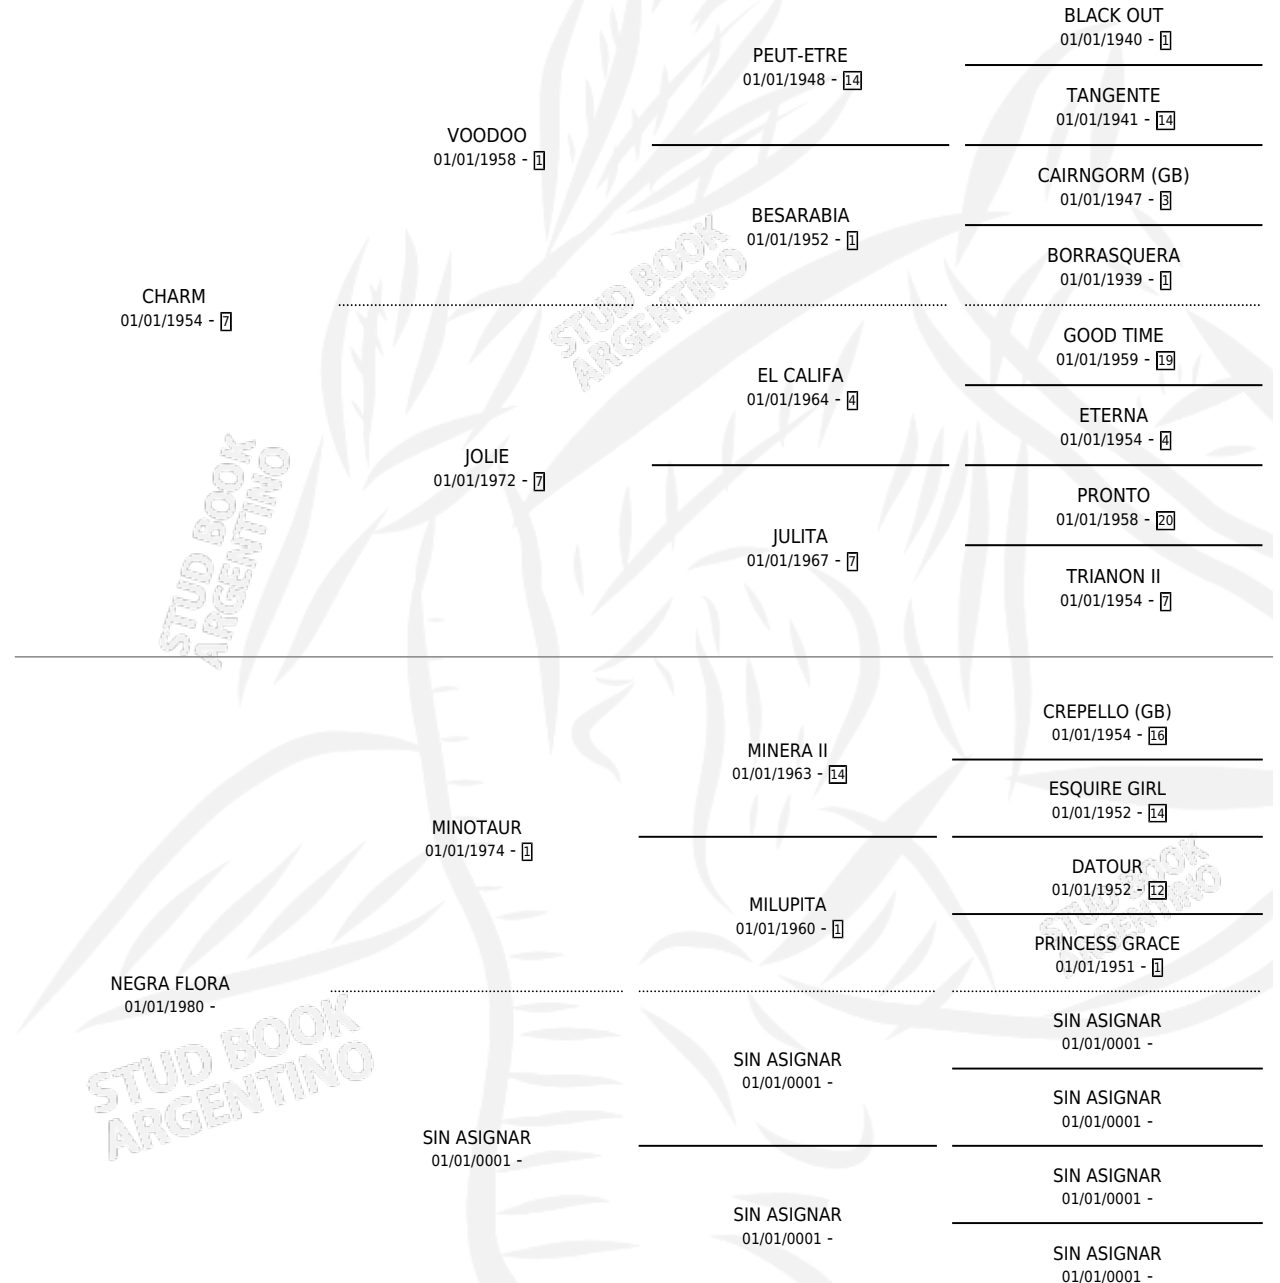 BLACK OUT
01/01/1940 - 1
PEUT-ETRE
01/01/1948 - 14
TANGENTE
01/01/1941 - 14
VOODOO
01/01/1958 - 1
CAIRNGORM (GB)
01/01/1947 - 3
BESARABIA
01/01/1952 - 1
BORRASQUERA
01/01/1939 - 1
CHARM
01/01/1954 - 7
GOOD TIME
01/01/1959 - 19
EL CALIFA
01/01/1964 - 4
ETERNA
01/01/1954 - 4
JOLIE
01/01/1972 - 7
PRONTO
01/01/1958 - 20
JULITA
01/01/1967 - 7
TRIANON II
01/01/1954 - 7
CREPELLO (GB)
01/01/1954 - 16
MINERA II
01/01/1963 - 14
ESQUIRE GIRL
01/01/1952 - 14
MINOTAUR
01/01/1974 - 1
DATOUR
01/01/1952 - 12
MILUPITA
01/01/1960 - 1
PRINCESS GRACE
01/01/1951 - 1
NEGRA FLORA
01/01/1980 -
SIN ASIGNAR
01/01/0001 -
SIN ASIGNAR
01/01/0001 -
SIN ASIGNAR
01/01/0001 -
SIN ASIGNAR
01/01/0001 -
SIN ASIGNAR
01/01/0001 -
SIN ASIGNAR
01/01/0001 -
SIN ASIGNAR
01/01/0001 -
STUD BOOK
ARGENTINO
STUD BOOK
ARGENTINO
STUD BOOK
ARGENTINO
STUD BOOK
ARGENTINO